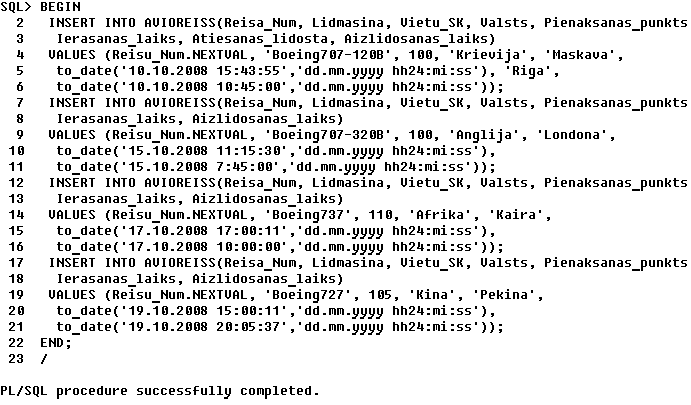 SQL> BEGIN
2 INSERT INTO AVIOREISS(Reisa_Num, Lidmasina, Vietu_SK, Valsts, Pienaksanas_punkts
3 Ierasanas_laiks, Atiesanas_lidosta, Aizlidosanas_laiks)
4 VALUES (Reisu_Num.NEXTVAL, 'Boeing707-120B', 100, 'Krievija', 'Maskava',
5 to_date('10.10.2008 15:43:55','dd.mm.yyyy hh24:mi:ss'), 'Riga',
6 to_date('10.10.2008 10:45:00','dd.mm.yyyy hh24:mi:ss'));
7 INSERT INTO AVIOREISS(Reisa_Num, Lidmasina, Vietu_SK, Valsts, Pienaksanas_punkts
8 Ierasanas_laiks, Aizlidosanas_laiks)
9 VALUES (Reisu_Num.NEXTVAL, 'Boeing707-320B', 100, 'Anglija', 'Londona',
10 to_date('15.10.2008 11:15:30','dd.mm.yyyy hh24:mi:ss'),
11 to_date('15.10.2008 7:45:00','dd.mm.yyyy hh24:mi:ss'));
12 INSERT INTO AVIOREISS(Reisa_Num, Lidmasina, Vietu_SK, Valsts, Pienaksanas_punkts
13 Ierasanas_laiks, Aizlidosanas_laiks)
14 VALUES (Reisu_Num.NEXTVAL, 'Boeing737', 110, 'Afrika', 'Kaira',
15 to_date('17.10.2008 17:00:11','dd.mm.yyyy hh24:mi:ss'),
16 to_date('17.10.2008 10:00:00','dd.mm.yyyy hh24:mi:ss'));
17 INSERT INTO AVIOREISS(Reisa_Num, Lidmasina, Vietu_SK, Valsts, Pienaksanas_punkts
18 Ierasanas_laiks, Aizlidosanas_laiks)
19 VALUES (Reisu_Num.NEXTVAL, 'Boeing727', 105, 'Kina', 'Pekina',
20 to_date('19.10.2008 15:00:11','dd.mm.yyyy hh24:mi:ss'),
21 to_date('19.10.2008 20:05:37','dd.mm.yyyy hh24:mi:ss'));
22 END;
23 /
PL/SQL procedure successfully completed.